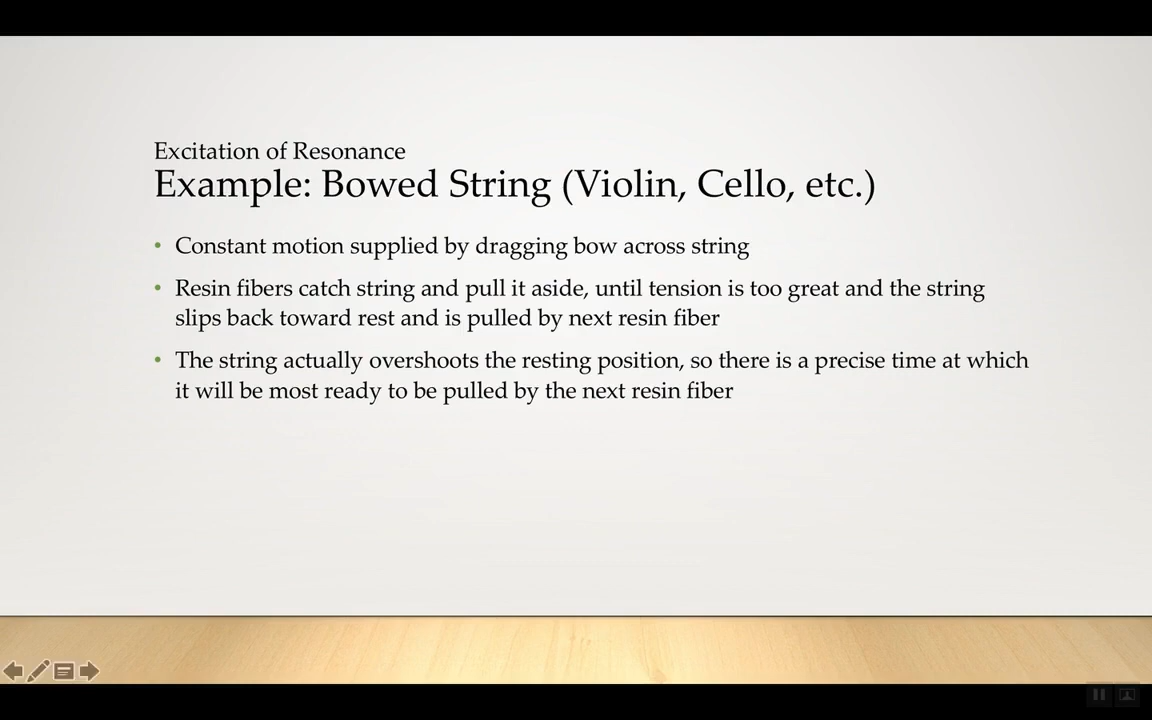 Excitation of Resonance
Example: Bowed String (Violin, Cello, etc.)
• Constant motion supplied by dragging bow across string
• Resin fibers catch string and pull it aside, until tension is too great and the string
slips back toward rest and is pulled by next resin fiber
• The string actually overshoots the resting position, so there is a precise time at which
it will be most ready to be pulled by the next resin fiber